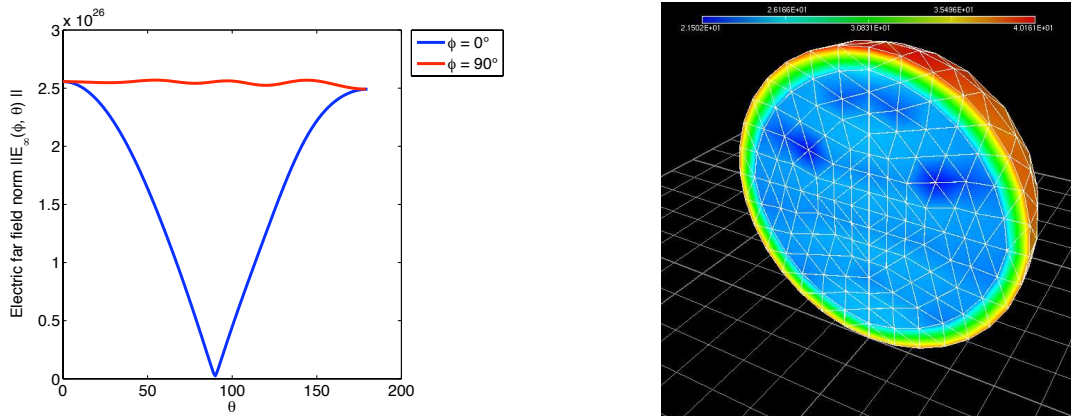 x 10^26
3
2.5
2
1.5
1
0.5
0
0
50
100
150
200
θ
Electric far field norm ||E∞(ϕ, θ) ||
ϕ = 0°
ϕ = 90°
2.6166E+01
3.5496E+01
2.1502E+01
3.0831E+01
4.0161E+01